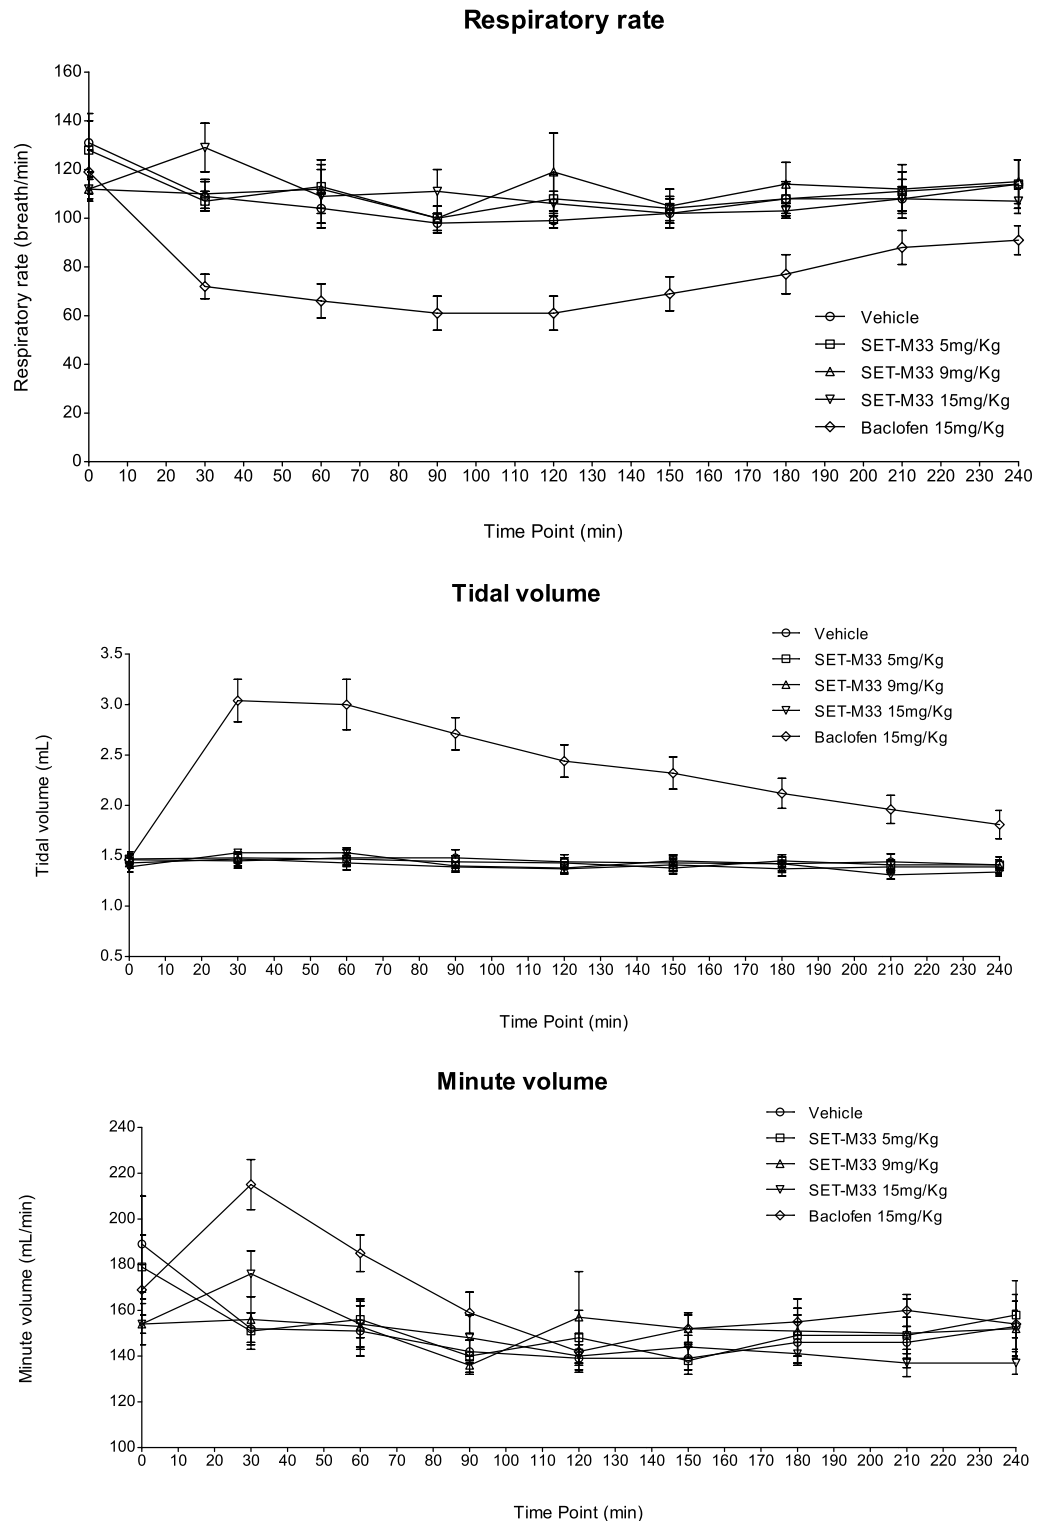 Respiratory rate
Respiratory rate (breath/min)
160
140
120
100
80
60
40
20
0
0 10 20 30 40 50 60 70 80 90 100 110 120 130 140 150 160 170 180 190 200 210 220 230 240
Vehicle
SET-M33 5mg/Kg
SET-M33 9mg/Kg
SET-M33 15mg/Kg
Baclofen 15mg/Kg
Time Point (min)
Tidal volume
Vehicle
SET-M33 5mg/Kg
SET-M33 9mg/Kg
SET-M33 15mg/Kg
Baclofen 15mg/Kg
Tidal volume (mL)
3.5
3.0
2.5
2.0
1.5
1.0
0.5
0 10 20 30 40 50 60 70 80 90 100 110 120 130 140 150 160 170 180 190 200 210 220 230 240
Time Point (min)
Minute volume
Vehicle
SET-M33 5mg/Kg
SET-M33 9mg/Kg
SET-M33 15mg/Kg
Baclofen 15mg/Kg
Minute volume (mL/min)
240
220
200
180
160
140
120
100
0 10 20 30 40 50 60 70 80 90 100 110 120 130 140 150 160 170 180 190 200 210 220 230 240
Time Point (min)